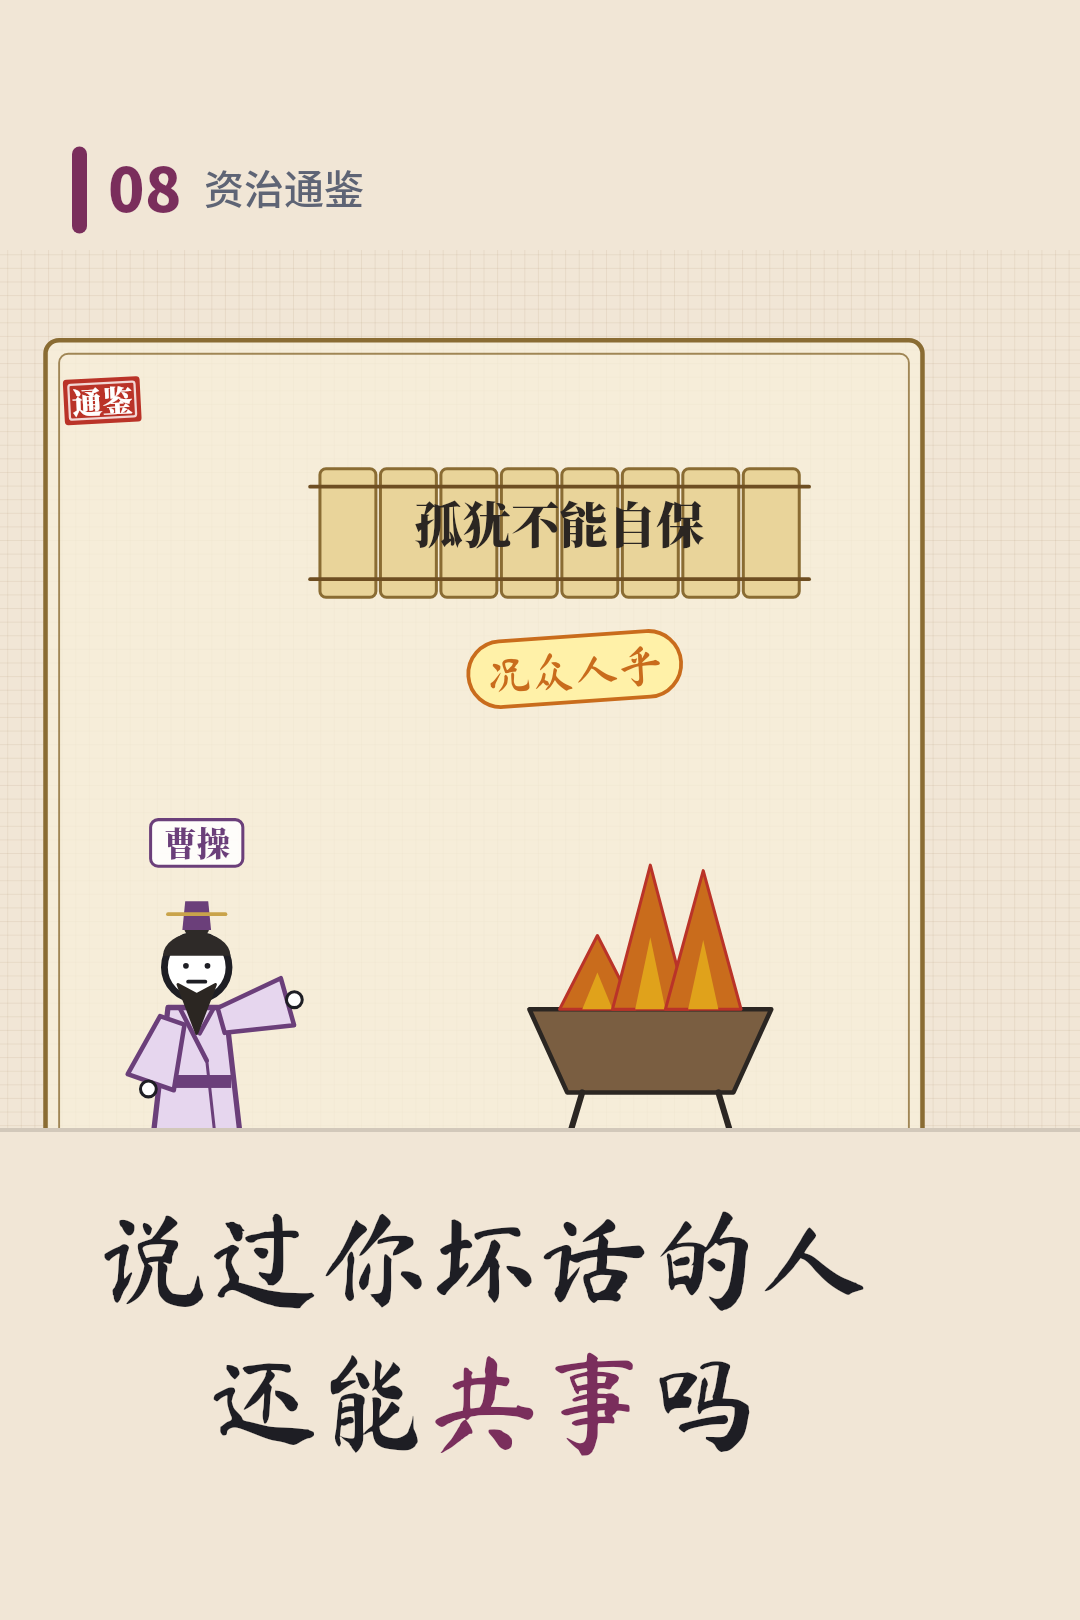 08 资治通鉴
通鉴
孤犹不能自保
况众人乎
曹操
说过你坏话的人
还能共事吗